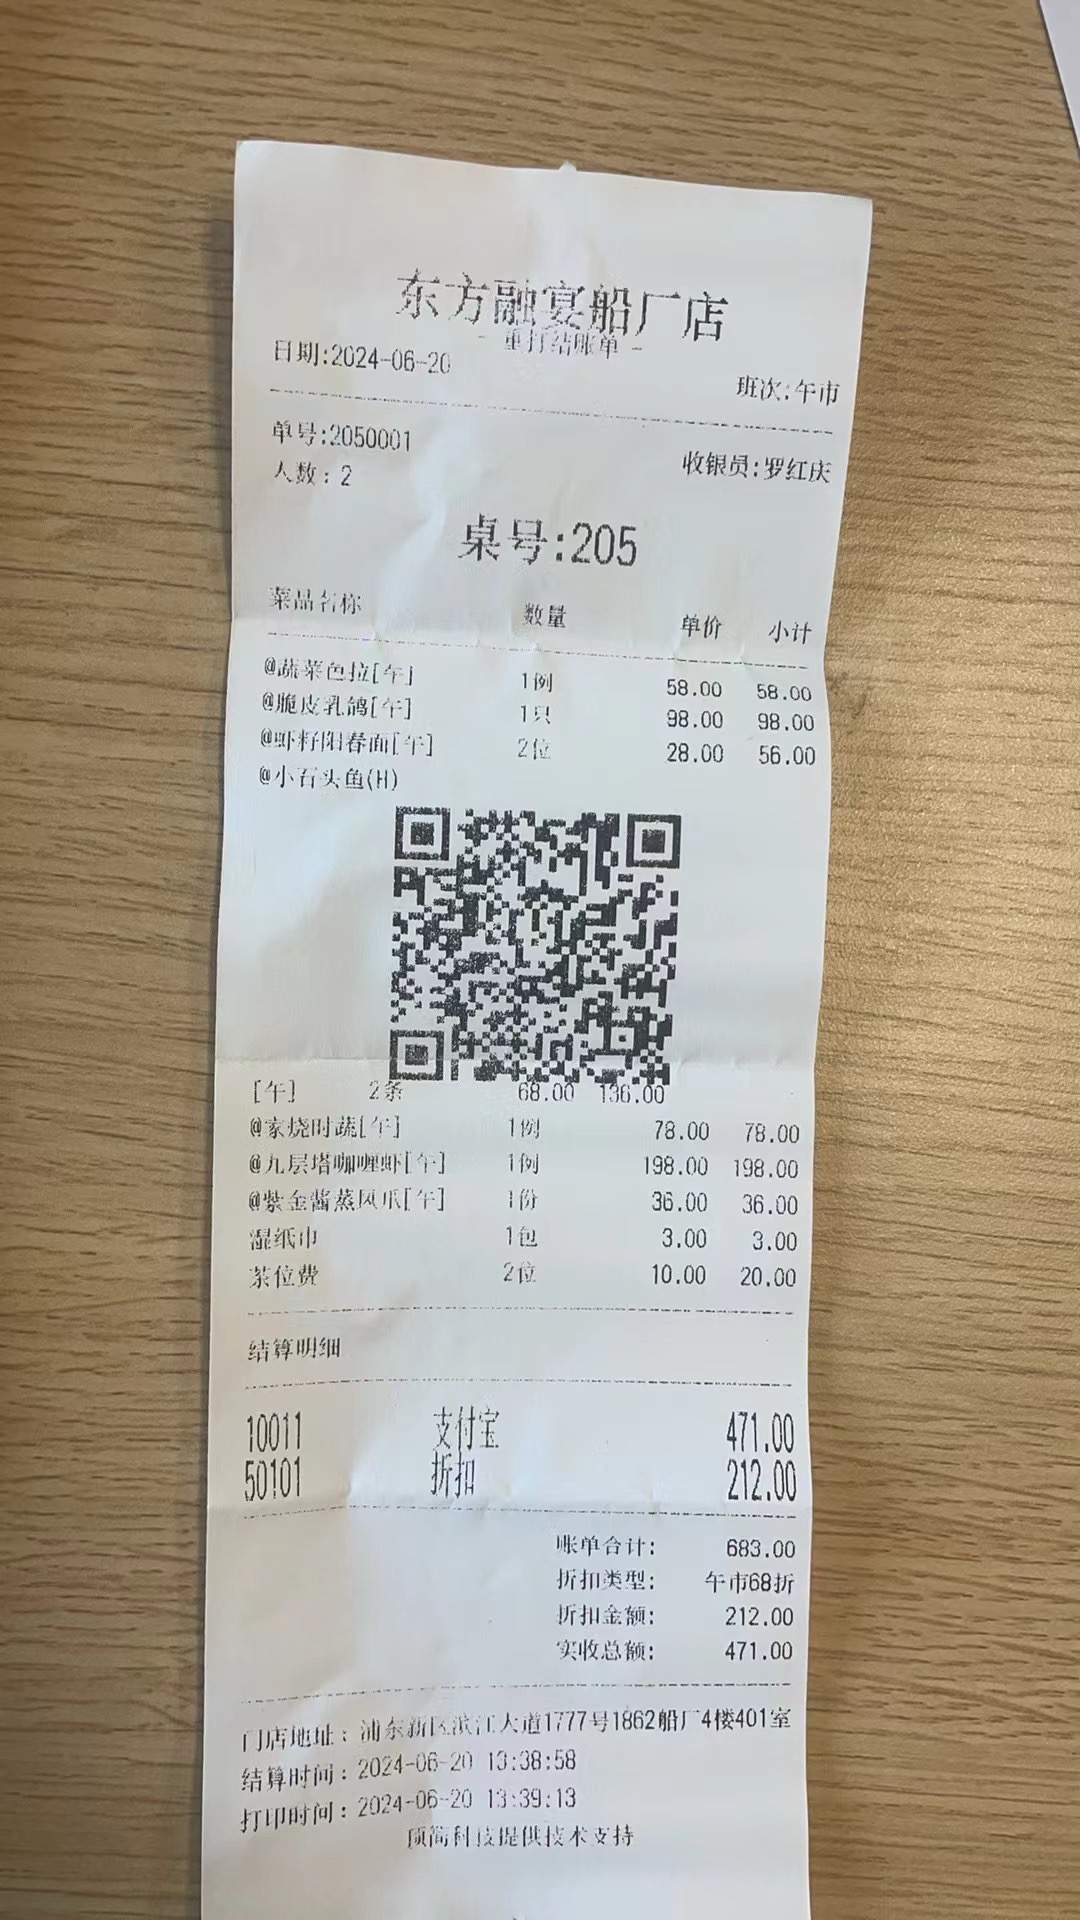 东方融宴船厂店
- 重打结账单 -
日期:2024-06-20
班次:午市
单号:2050001
收银员:罗红庆
人数: 2
桌号:205
菜品名称 数量 单价 小计
@蔬菜色拉[午] 1例 58.00 58.00
@脆皮乳鸽[午] 1只 98.00 98.00
@虾籽阳春面[午] 2位 28.00 56.00
@小石头鱼(H)
[午] 2条 68.00 136.00
@家烧时蔬[午] 1例 78.00 78.00
@九层塔咖喱虾[午] 1例 198.00 198.00
@紫金酱蒸凤爪[午] 1份 36.00 36.00
湿纸巾 1包 3.00 3.00
茶位费 2位 10.00 20.00
结算明细
10011 支付宝 471.00
50101 折扣 212.00
账单合计: 683.00
折扣类型: 午市68折
折扣金额: 212.00
实收总额: 471.00
门店地址: 浦东新区滨江大道1777号1862船厂4楼401室
结算时间: 2024-06-20 13:38:58
打印时间: 2024-06-20 13:39:13
顶简科技提供技术支持